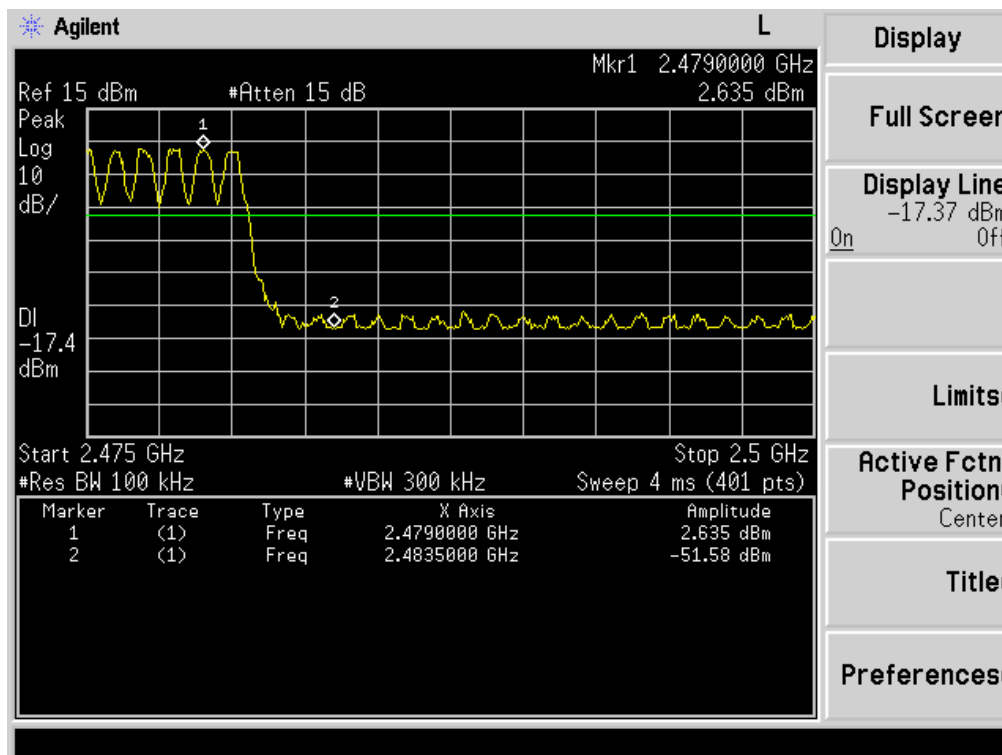 Agilent
L
Mkr1 2.4790000 GHz
Ref 15 dBm #Atten 15 dB 2.635 dBm
Peak
Log
10
dB/
DI
-17.4
dBm
1
2
Start 2.475 GHz Stop 2.5 GHz
#Res BW 100 kHz #VBW 300 kHz Sweep 4 ms (401 pts)
Marker Trace Type X Axis Amplitude
1 (1) Freq 2.4790000 GHz 2.635 dBm
2 (1) Freq 2.4835000 GHz -51.58 dBm
Display
Full Screen
Display Line
-17.37 dBm
On Off
Limits
Active Fctn
Position
Center
Title
Preferences